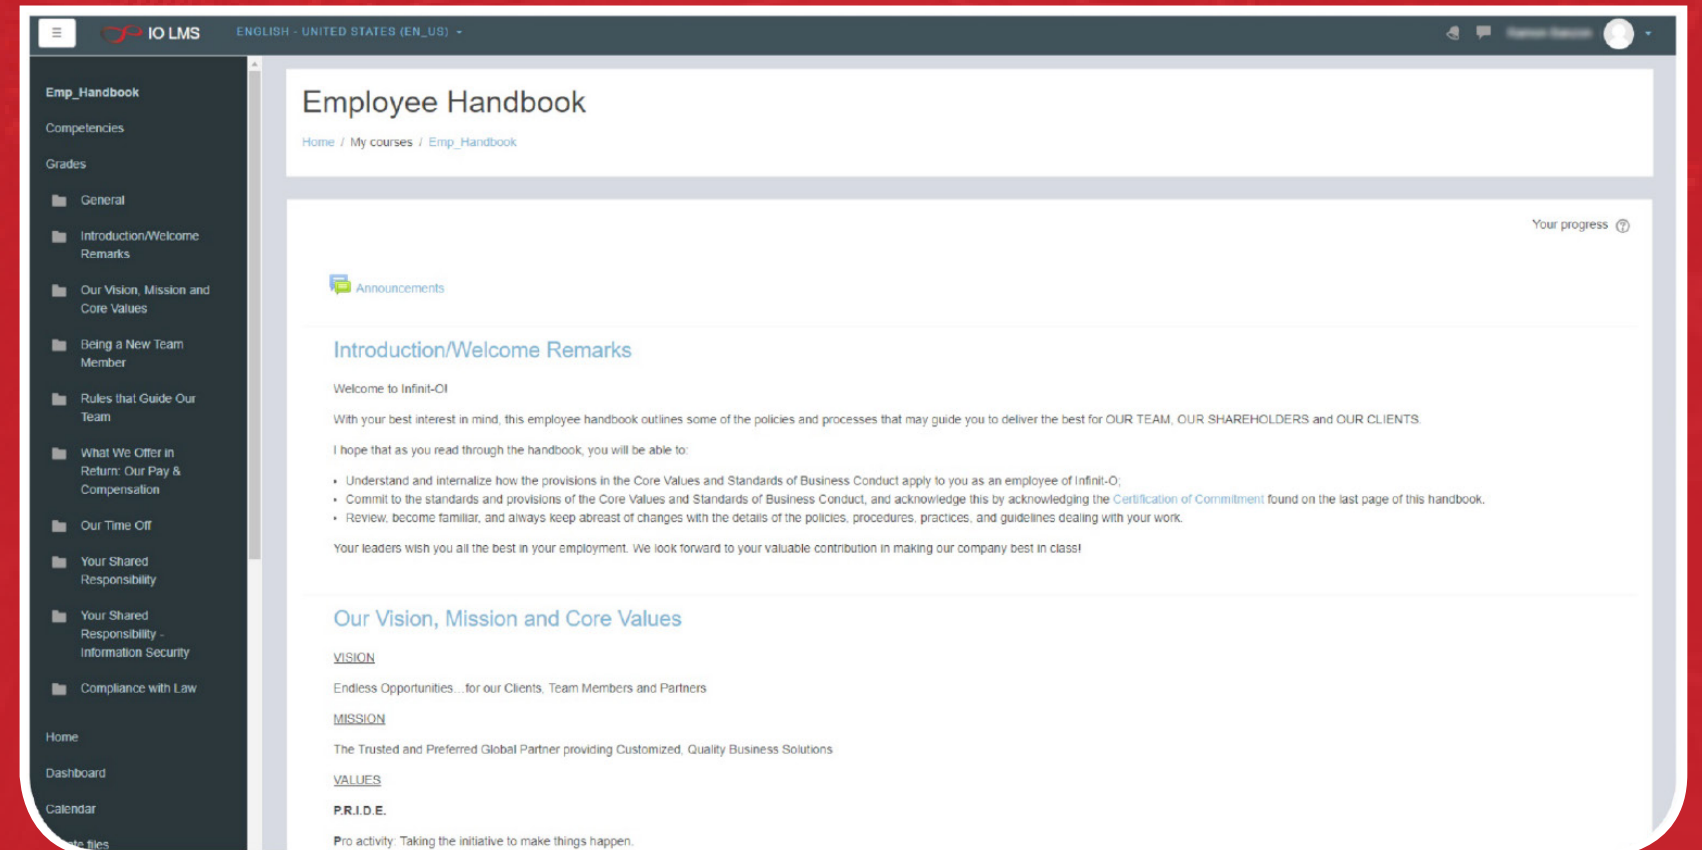 IO LMS
ENGLISH - UNITED STATES (EN_US)
Emp_Handbook
Competencies
Grades
General
Introduction/Welcome
Remarks
Our Vision, Mission and
Core Values
Being a New Team
Member
Rules that Guide Our
Team
What We Offer in
Return: Our Pay &
Compensation
Our Time Off
Your Shared
Responsibility
Your Shared
Responsibility -
Information Security
Compliance with Law
Home
Dashboard
Calendar
files
Employee Handbook
Home / My courses / Emp_Handbook
Your progress
Announcements
Introduction/Welcome Remarks
Welcome to Infinit-O!
With your best interest in mind, this employee handbook outlines some of the policies and processes that may guide you to deliver the best for OUR TEAM, OUR SHAREHOLDERS and OUR CLIENTS.
I hope that as you read through the handbook, you will be able to:
• Understand and internalize how the provisions in the Core Values and Standards of Business Conduct apply to you as an employee of Infinit-O;
• Commit to the standards and provisions of the Core Values and Standards of Business Conduct, and acknowledge this by acknowledging the Certification of Commitment found on the last page of this handbook.
• Review, become familiar, and always keep abreast of changes with the details of the policies, procedures, practices, and guidelines dealing with your work.
Your leaders wish you all the best in your employment. We look forward to your valuable contribution in making our company best in class!
Our Vision, Mission and Core Values
VISION
Endless Opportunities...for our Clients, Team Members and Partners
MISSION
The Trusted and Preferred Global Partner providing Customized, Quality Business Solutions
VALUES
P.R.I.D.E.
Pro activity: Taking the initiative to make things happen.